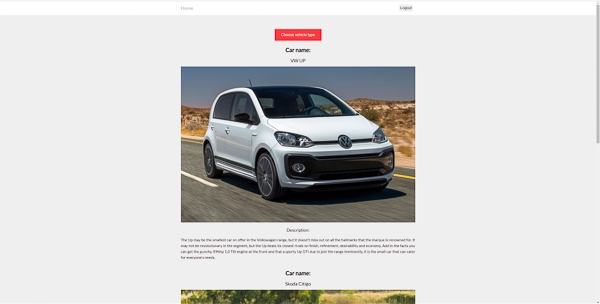 Home
Logout
Choose vehicle type
Car name:
VW UP
Description:
The Up may be the smallest car on offer in the Volkswagen range, but it doesn't miss out on all the hallmarks that the marque is renowned for. It
may not be revolutionary in the segment, but the Up beats its closest rivals on finish, refinement, desirability and economy. Add in the facts you
can get the punchy 1.0 TSI engine at the front and that a sporty Up GTI due to join the range imminently, it is the small car that can cater
for everyone's needs.
Car name:
Skoda Citigo